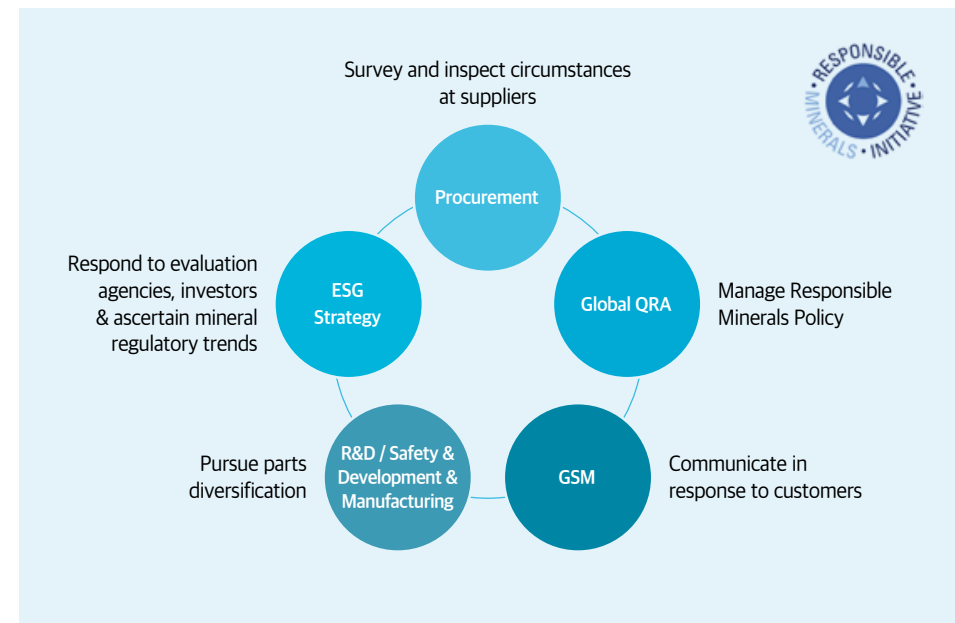 Survey and inspect circumstances
at suppliers
RESPONSIBLE
MINERALS • INITIATIVE
Procurement
Respond to evaluation
agencies, investors
& ascertain mineral
regulatory trends
ESG
Strategy
Global QRA
Manage Responsible
Minerals Policy
Pursue parts
diversification
R&D / Safety &
Development &
Manufacturing
GSM
Communicate in
response to customers